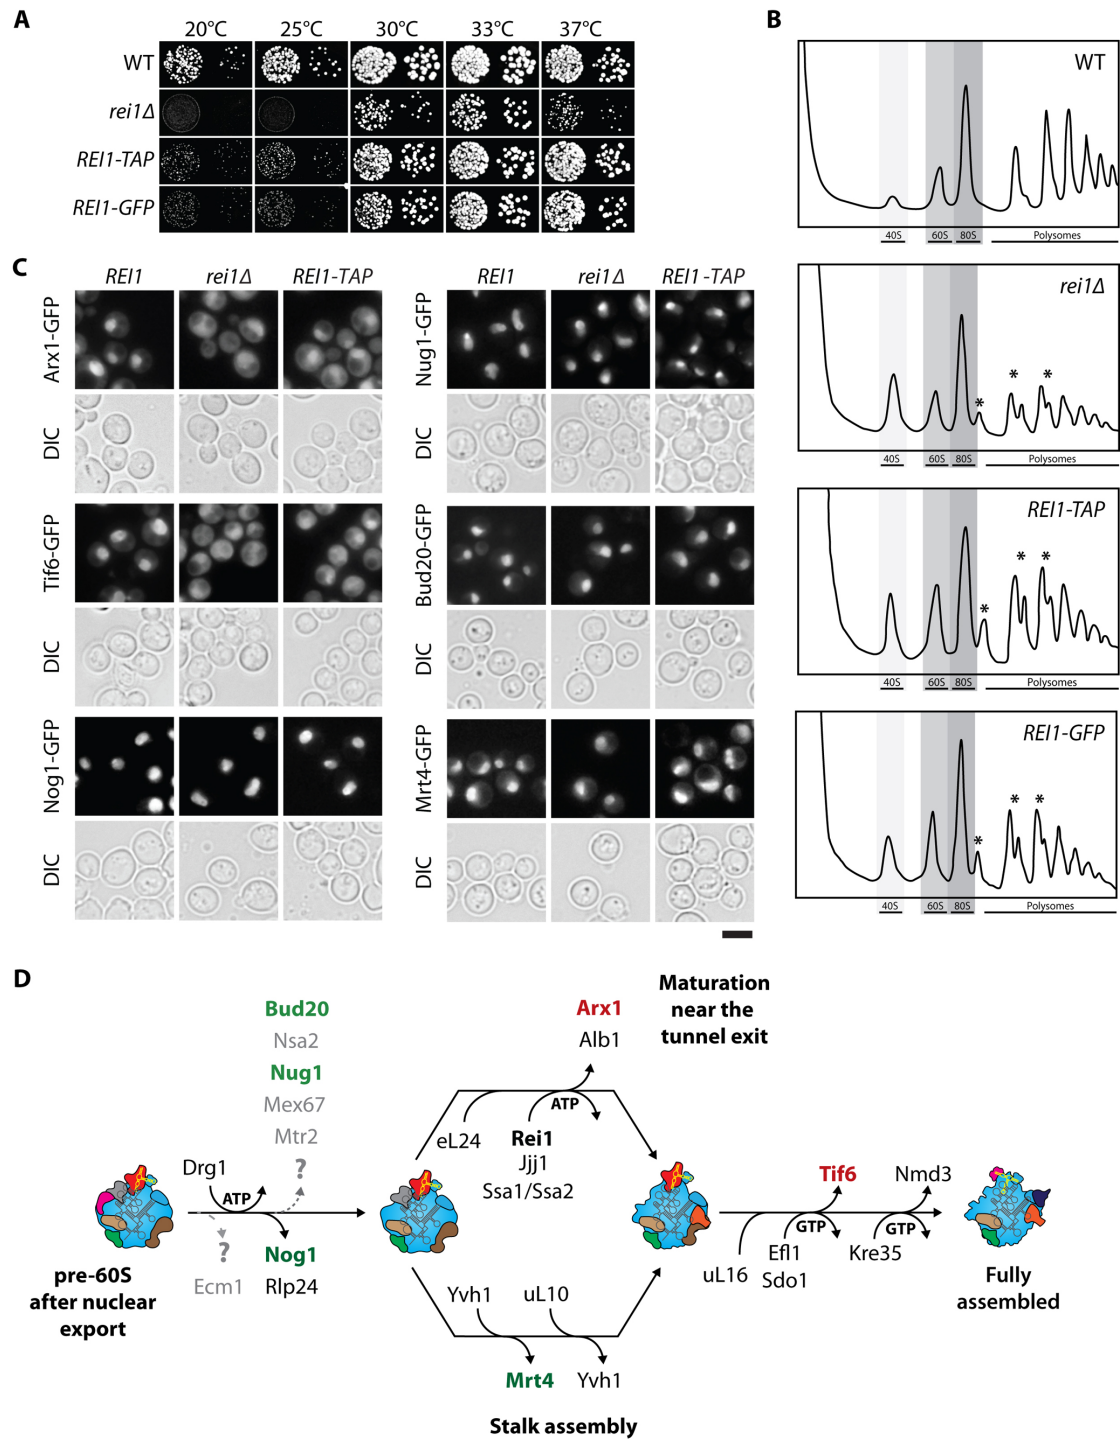 A
20°C 25°C 30°C 33°C 37°C
WT
rei1Δ
REI1-TAP
REI1-GFP
B
WT
40S 60S 80S Polysomes
rei1Δ
*
* *
40S 60S 80S Polysomes
REI1-TAP
*
* *
40S 60S 80S Polysomes
REI1-GFP
*
* *
40S 60S 80S Polysomes
C
REI1 rei1Δ REI1-TAP
Arx1-GFP
DIC
Tif6-GFP
DIC
Nog1-GFP
DIC
REI1 rei1Δ REI1-TAP
Nug1-GFP
DIC
Bud20-GFP
DIC
Mrt4-GFP
DIC
D
Bud20
Nsa2
Nug1
Mex67
Mtr2
?
Drg1
ATP
?
Ecm1
Nog1
Rlp24
pre-60S
after nuclear
export
Arx1
Alb1
Maturation
near the
tunnel exit
eL24
ATP
Rei1
Jjj1
Ssa1/Ssa2
Yvh1
uL10
Mrt4
Yvh1
Stalk assembly
Tif6
Nmd3
GTP
GTP
uL16
Efl1
Sdo1
Kre35
Fully
assembled